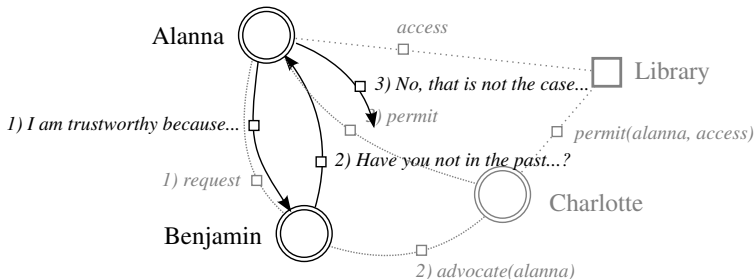 access
Alanna
Library
3) No, that is not the case...
3) permit
1) I am trustworthy because...
permit(alanna, access)
2) Have you not in the past...?
1) request
Charlotte
Benjamin
2) advocate(alanna)